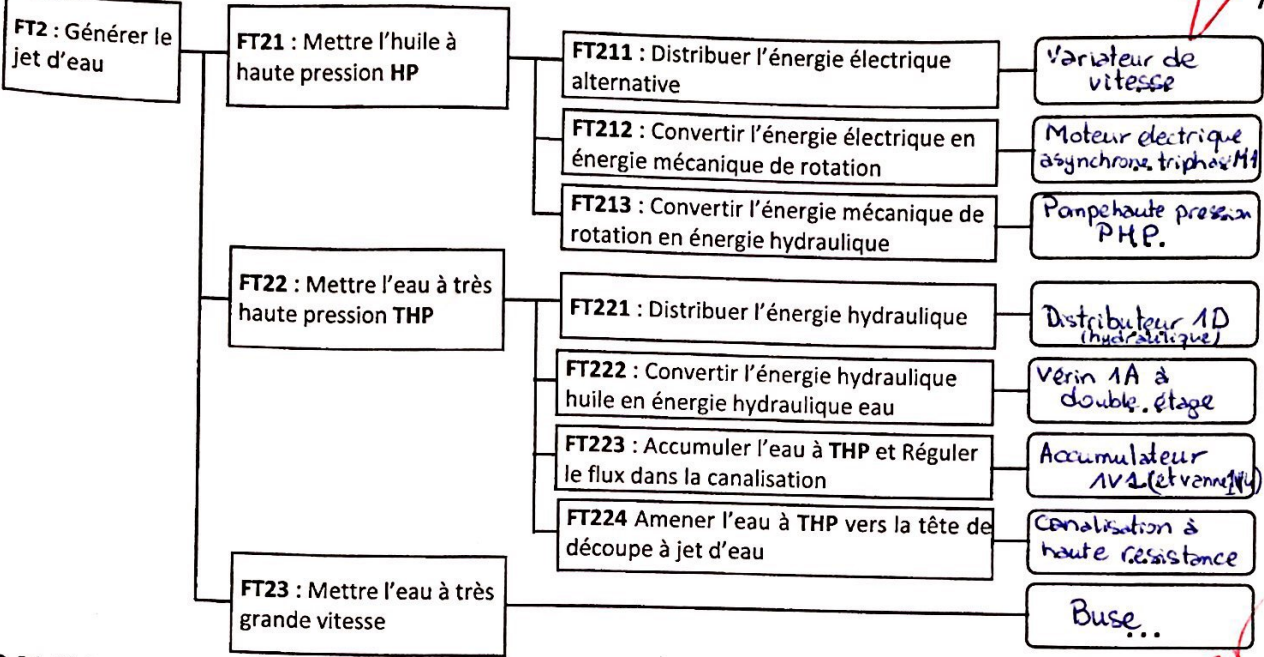 FT2 : Générer le
jet d'eau
FT21 : Mettre l'huile à
haute pression HP
FT211 : Distribuer l'énergie électrique
alternative
Variateur de
vitesse
FT212 : Convertir l'énergie électrique en
énergie mécanique de rotation
Moteur electrique
asynchrone triphasé M1
FT213 : Convertir l'énergie mécanique de
rotation en énergie hydraulique
Pompe haute pression
PHP.
FT22 : Mettre l'eau à très
haute pression THP
FT221 : Distribuer l'énergie hydraulique
Distributeur 1D
(hydraulique)
FT222 : Convertir l'énergie hydraulique
huile en énergie hydraulique eau
Vérin 1A à
double étage
FT223 : Accumuler l'eau à THP et Réguler
le flux dans la canalisation
Accumulateur
1V1 (et vanne
FT224 Amener l'eau à THP vers la tête de
découpe à jet d'eau
Canalisation à
haute resistance
FT23 : Mettre l'eau à très
grande vitesse
Buse...